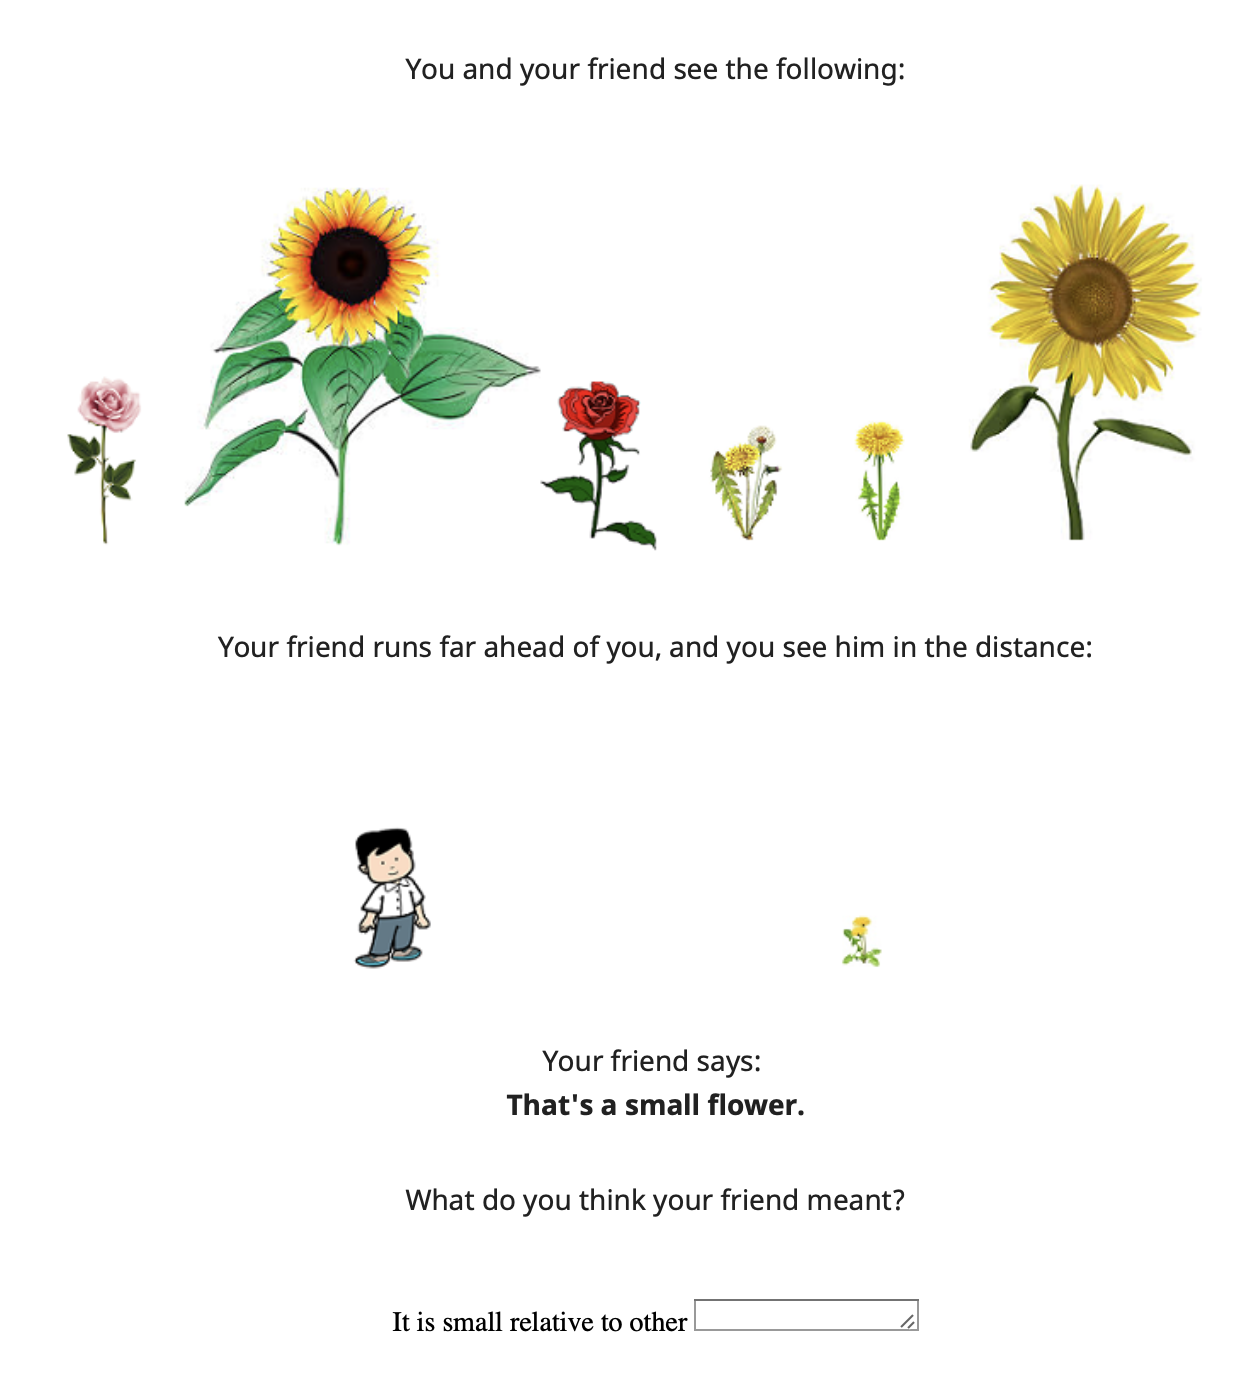 You and your friend see the following:
Your friend runs far ahead of you, and you see him in the distance:
Your friend says:
That's a small flower.
What do you think your friend meant?
It is small relative to other